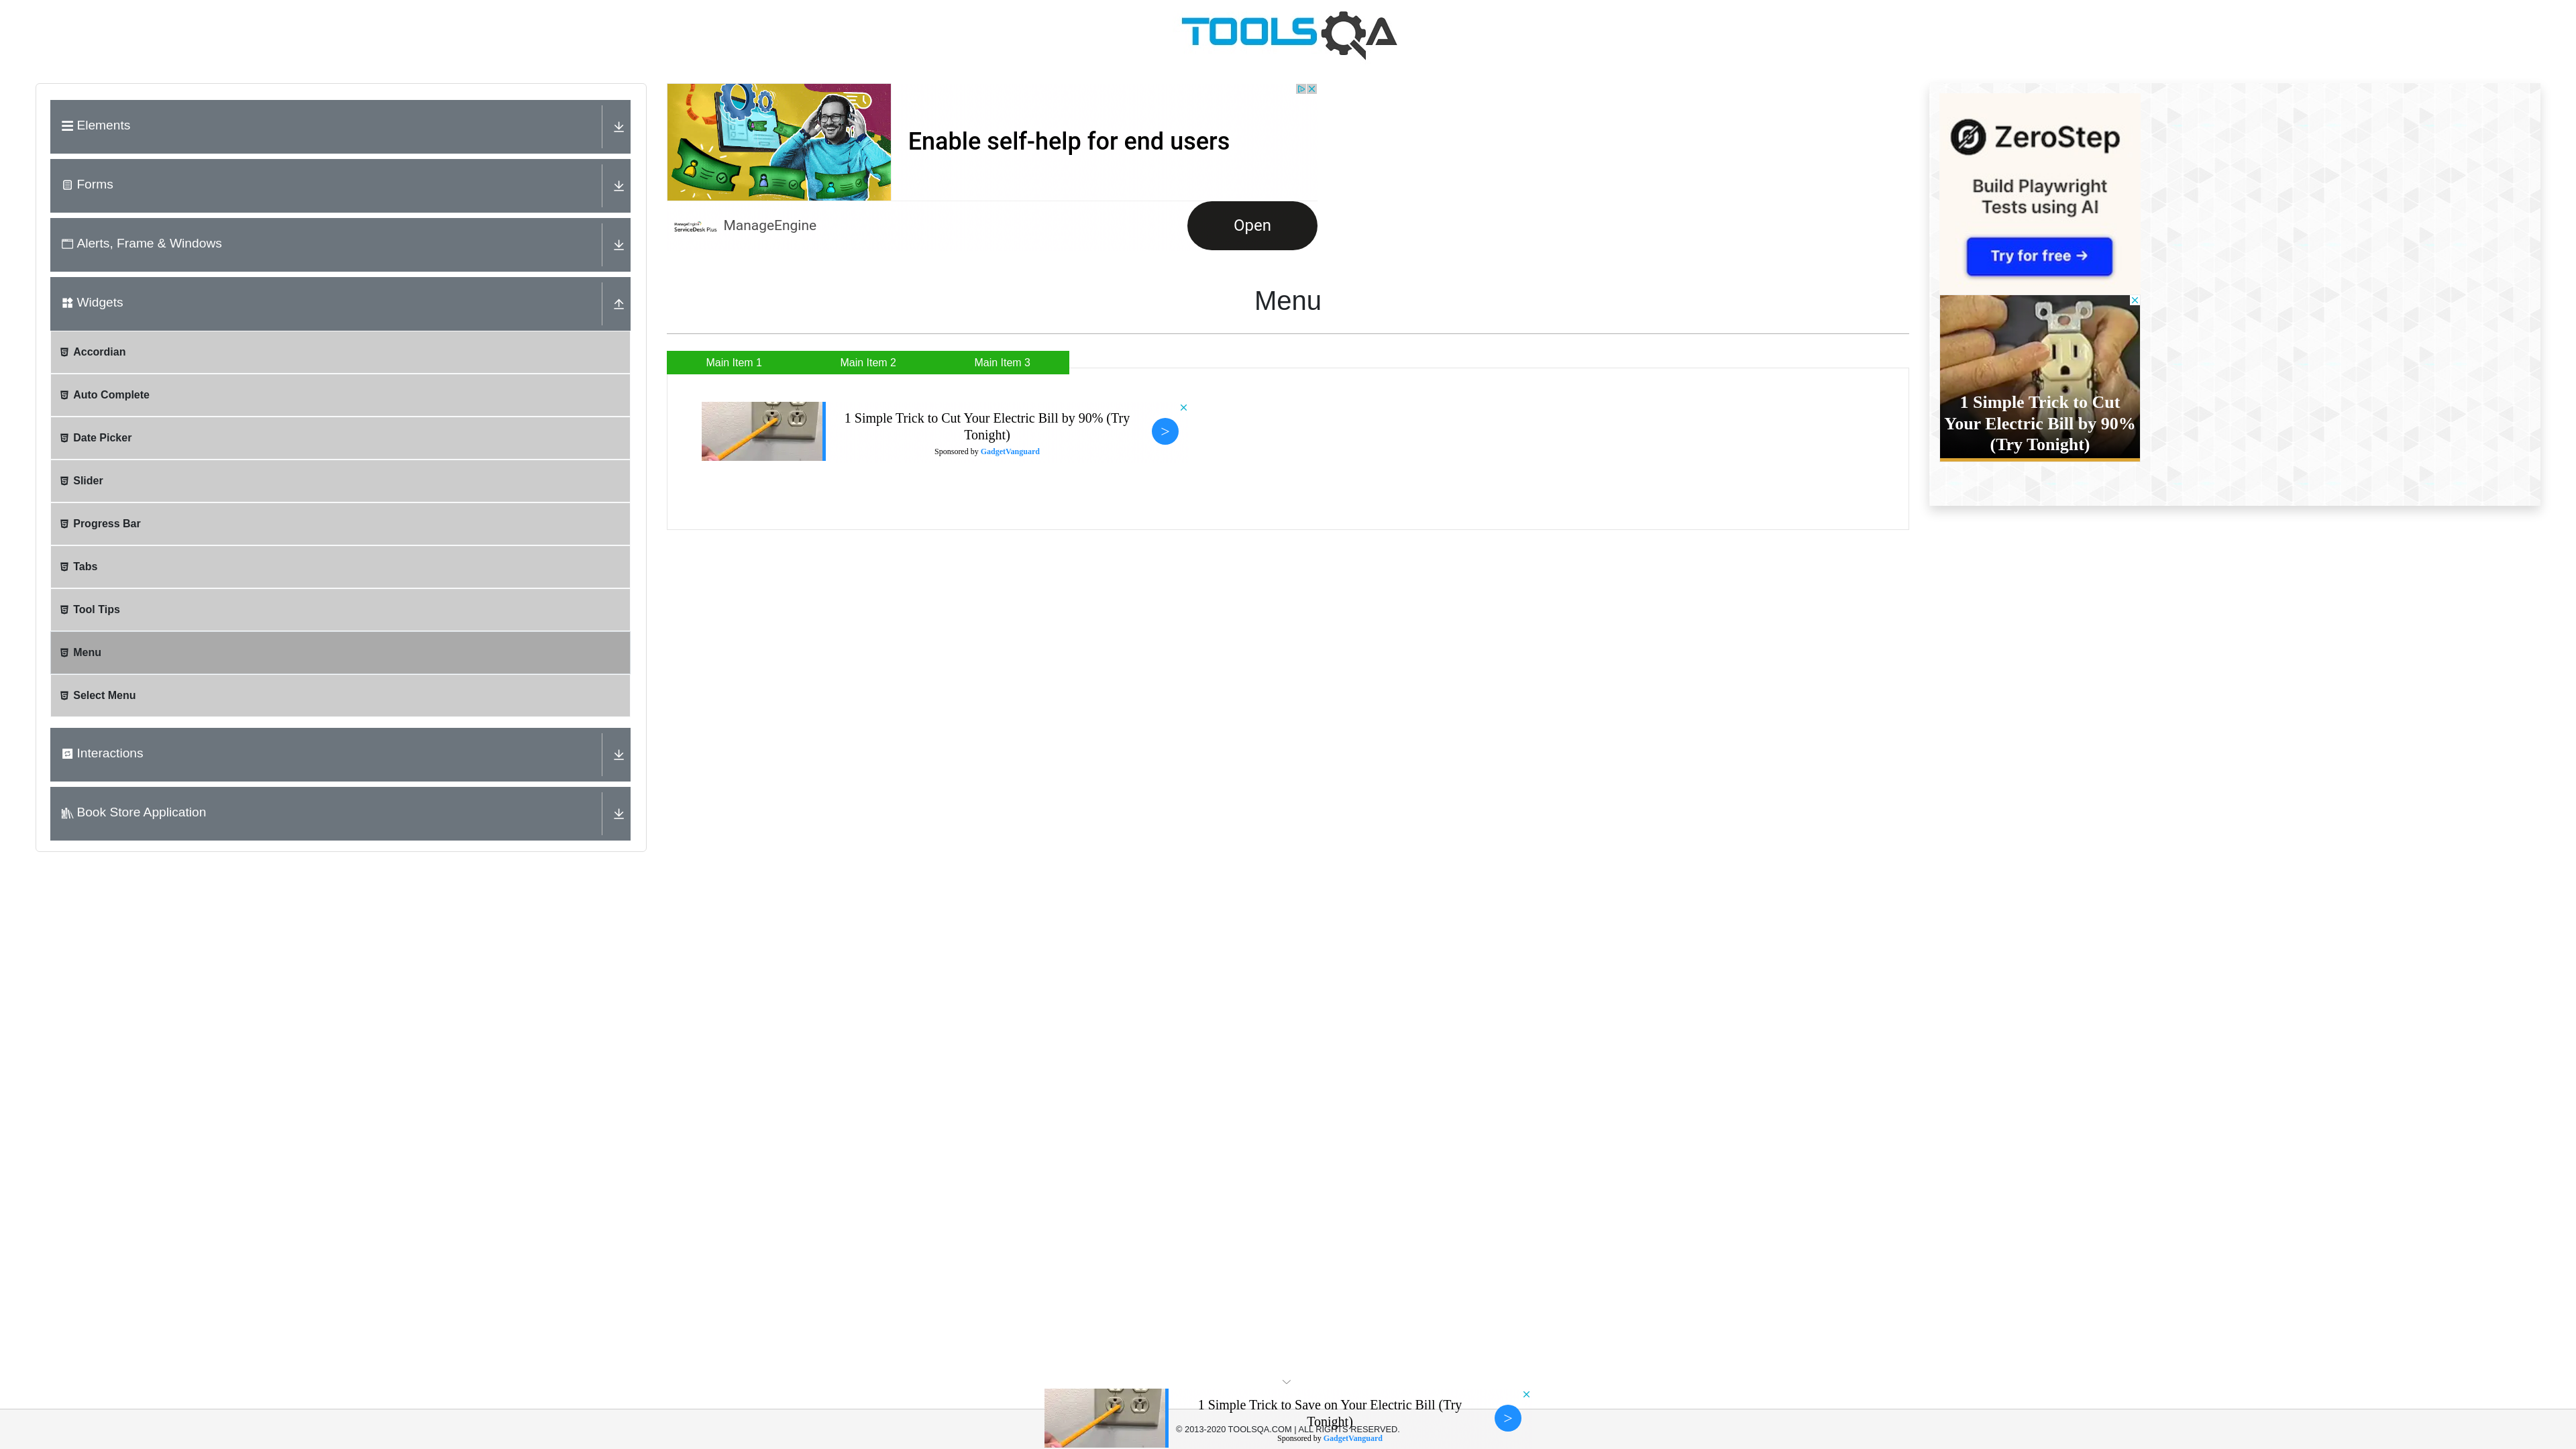 TOOLSQA
Elements
Forms
Alerts, Frame & Windows
Widgets
Accordian
Auto Complete
Date Picker
Slider
Progress Bar
Tabs
Tool Tips
Menu
Select Menu
Interactions
Book Store Application
Enable self-help for end users
ManageEngine
ServiceDesk Plus
ManageEngine
Open
Menu
Main Item 1
Main Item 2
Main Item 3
1 Simple Trick to Cut Your Electric Bill by 90% (Try
Tonight)
Sponsored by GadgetVanguard
>
ZeroStep
Build Playwright
Tests using AI
Try for free →
1 Simple Trick to Cut
Your Electric Bill by 90%
(Try Tonight)
1 Simple Trick to Save on Your Electric Bill (Try
Tonight)
© 2013-2020 TOOLSQA.COM | ALL RIGHTS RESERVED.
Sponsored by GadgetVanguard
>